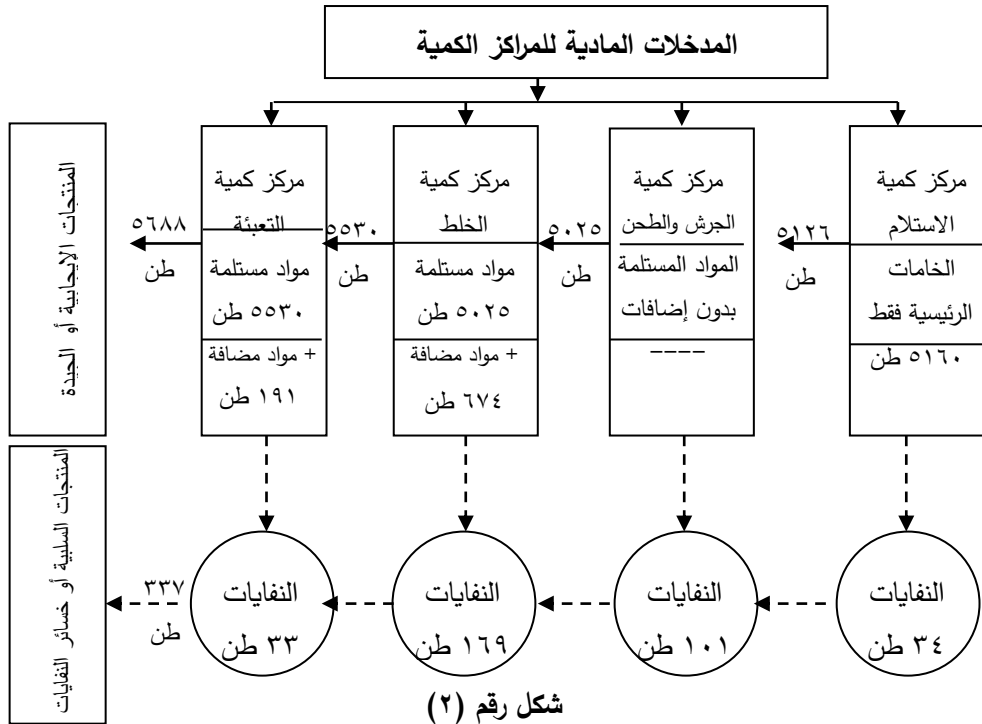 المدخلات المادية للمراكز الكمية
مركز كمية
الاستلام
الخامات
الرئيسية فقط
٥١٦٠ طن
٥١٢٦
طن
مركز كمية
الجرش والطحن
المواد المستلمة
بدون إضافات
----
٥٠٢٥
طن
مركز كمية
الخلط
مواد مستلمة
٥٠٢٥ طن
+ مواد مضافة
٦٧٤ طن
٥٥٣٠
طن
مركز كمية
التعبئة
مواد مستلمة
٥٥٣٠ طن
+ مواد مضافة
١٩١ طن
٥٦٨٨
طن
المنتجات الإيجابية أو الجيدة
النفايات
٣٤ طن
النفايات
١٠١ طن
النفايات
١٦٩ طن
النفايات
٣٣ طن
٣٣٧
طن
المنتجات السلبية أو خسائر النفايات
شكل رقم (٢)